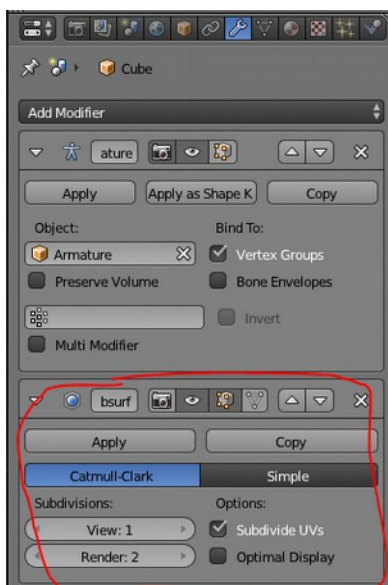 Cube
Add Modifier
ature
Apply Apply as Shape K Copy
Object: Bind To:
Armature Vertex Groups
Preserve Volume Bone Envelopes
Invert
Multi Modifier
bsurf
Apply Copy
Catmull-Clark Simple
Subdivisions: Options:
View: 1 Subdivide UVs
Render: 2 Optimal Display